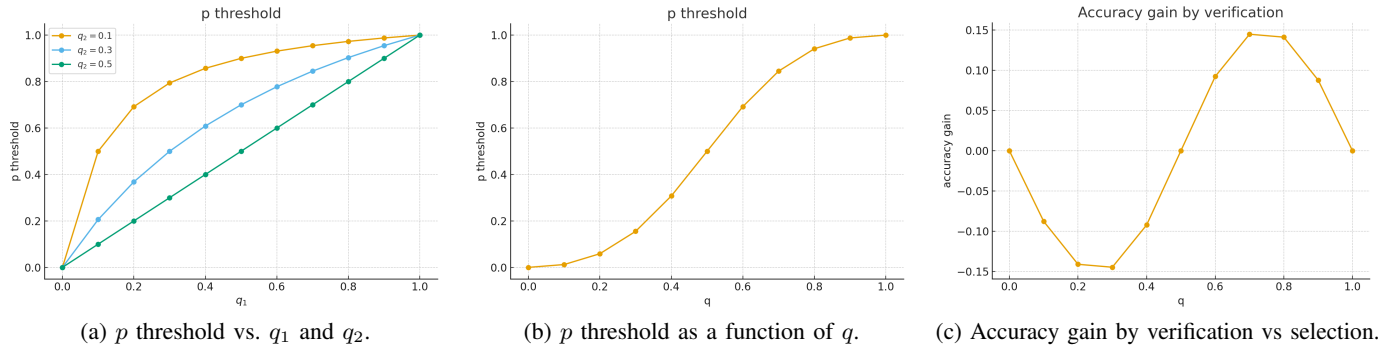 p threshold
q₂ = 0.1
q₂ = 0.3
q₂ = 0.5
p threshold
1.0
0.8
0.6
0.4
0.2
0.0
0.0 0.2 0.4 0.6 0.8 1.0
q₁
(a) p threshold vs. q₁ and q₂.
p threshold
p threshold
1.0
0.8
0.6
0.4
0.2
0.0
0.0 0.2 0.4 0.6 0.8 1.0
q
(b) p threshold as a function of q.
Accuracy gain by verification
accuracy gain
0.15
0.10
0.05
0.00
−0.05
−0.10
−0.15
0.0 0.2 0.4 0.6 0.8 1.0
q
(c) Accuracy gain by verification vs selection.